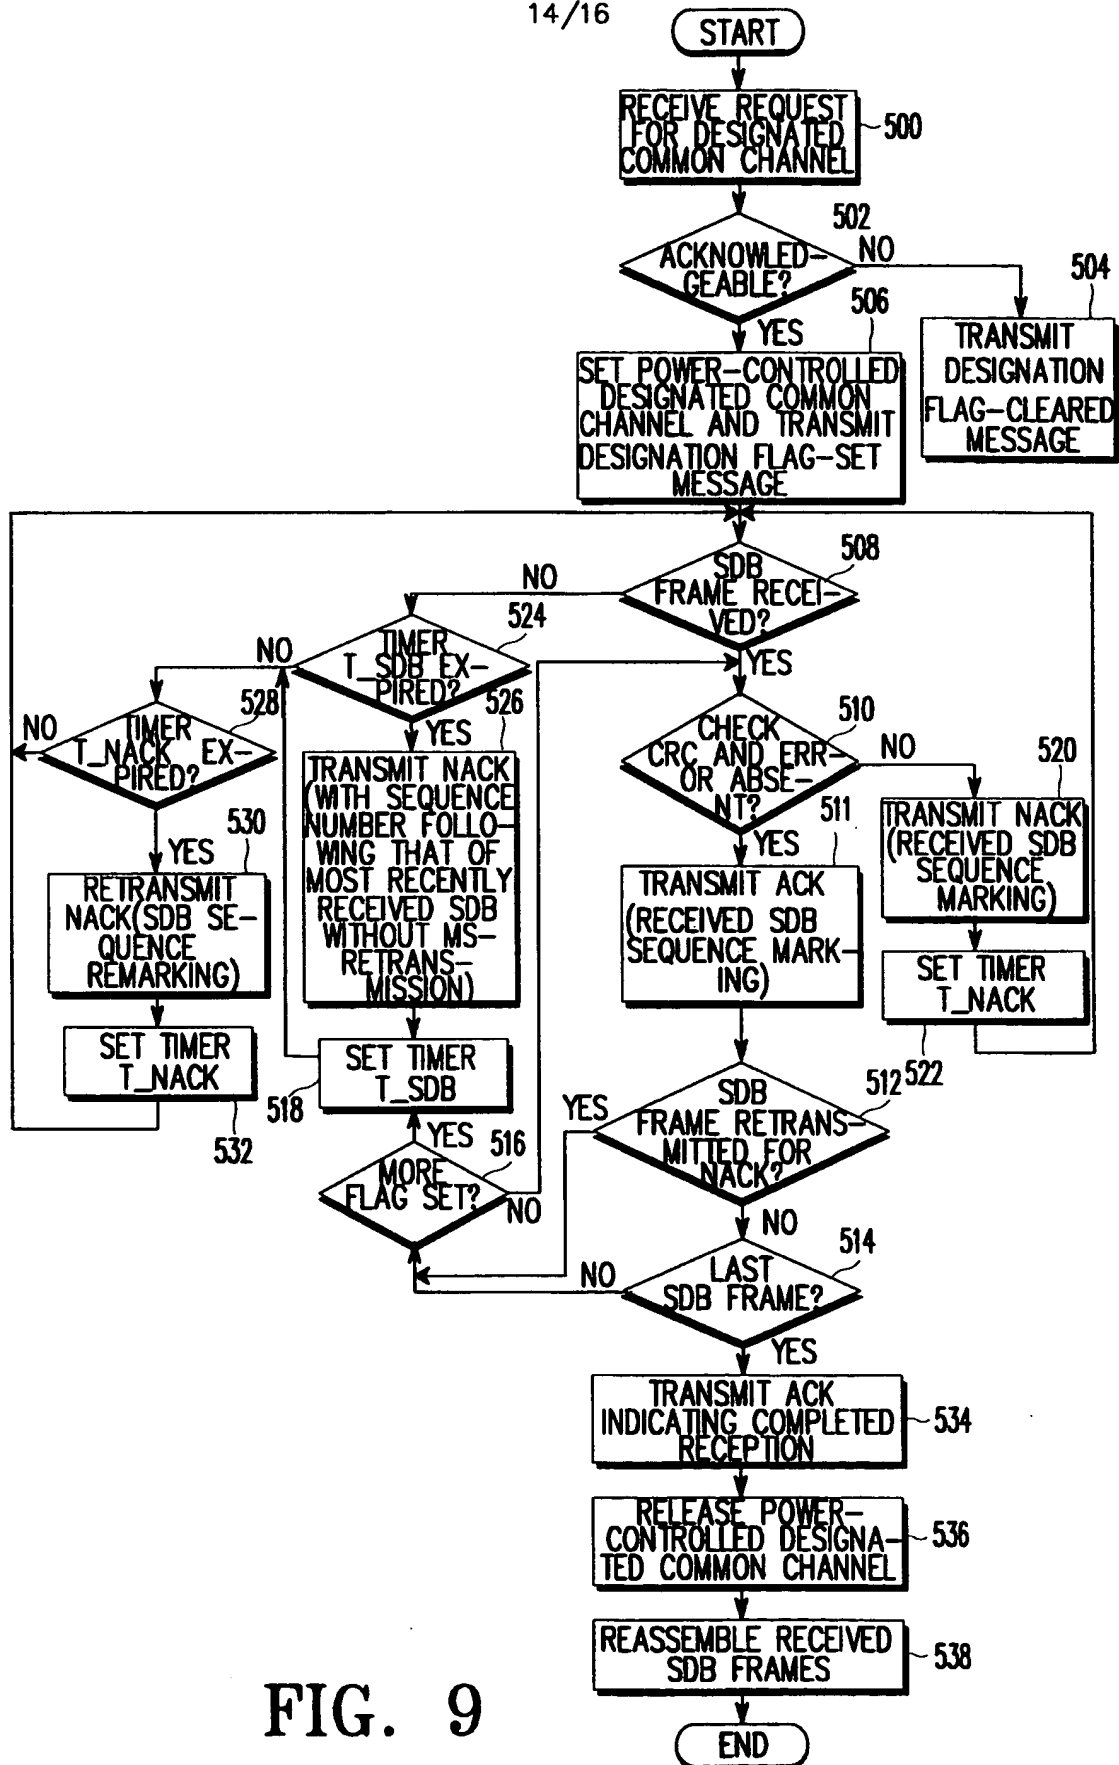 14/16
START
RECEIVE REQUEST
FOR DESIGNATED
COMMON CHANNEL
500
502
ACKNOWLED-
GEABLE?
NO
YES
504
TRANSMIT
DESIGNATION
FLAG-CLEARED
MESSAGE
506
SET POWER-CONTROLLED
DESIGNATED COMMON
CHANNEL AND TRANSMIT
DESIGNATION FLAG-SET
MESSAGE
508
SDB
FRAME RECEI-
VED?
NO
YES
524
TIMER
T_SDB EX-
PIRED?
NO
YES
528
TIMER
T_NACK EX-
PIRED?
NO
YES
526
TRANSMIT NACK
(WITH SEQUENCE
NUMBER FOLLO-
WING THAT OF
MOST RECENTLY
RECEIVED SDB
WITHOUT MS-
RETRANS-
MISSION)
510
CHECK
CRC AND ERR-
OR ABSE-
NT?
NO
YES
520
TRANSMIT NACK
(RECEIVED SDB
SEQUENCE
MARKING)
511
TRANSMIT ACK
(RECEIVED SDB
SEQUENCE MARK-
ING)
530
RETRANSMIT
NACK(SDB SE-
QUENCE
REMARKING)
SET TIMER
T_NACK
522
SET TIMER
T_NACK
532
SET TIMER
T_SDB
518
YES
516
MORE
FLAG SET?
NO
512
SDB
FRAME RETRANS-
MITTED FOR
NACK?
YES
NO
514
LAST
SDB FRAME?
NO
YES
TRANSMIT ACK
INDICATING COMPLETED
RECEPTION
534
RELEASE POWER-
CONTROLLED DESIGNA-
TED COMMON CHANNEL
536
REASSEMBLE RECEIVED
SDB FRAMES
538
END
FIG. 9